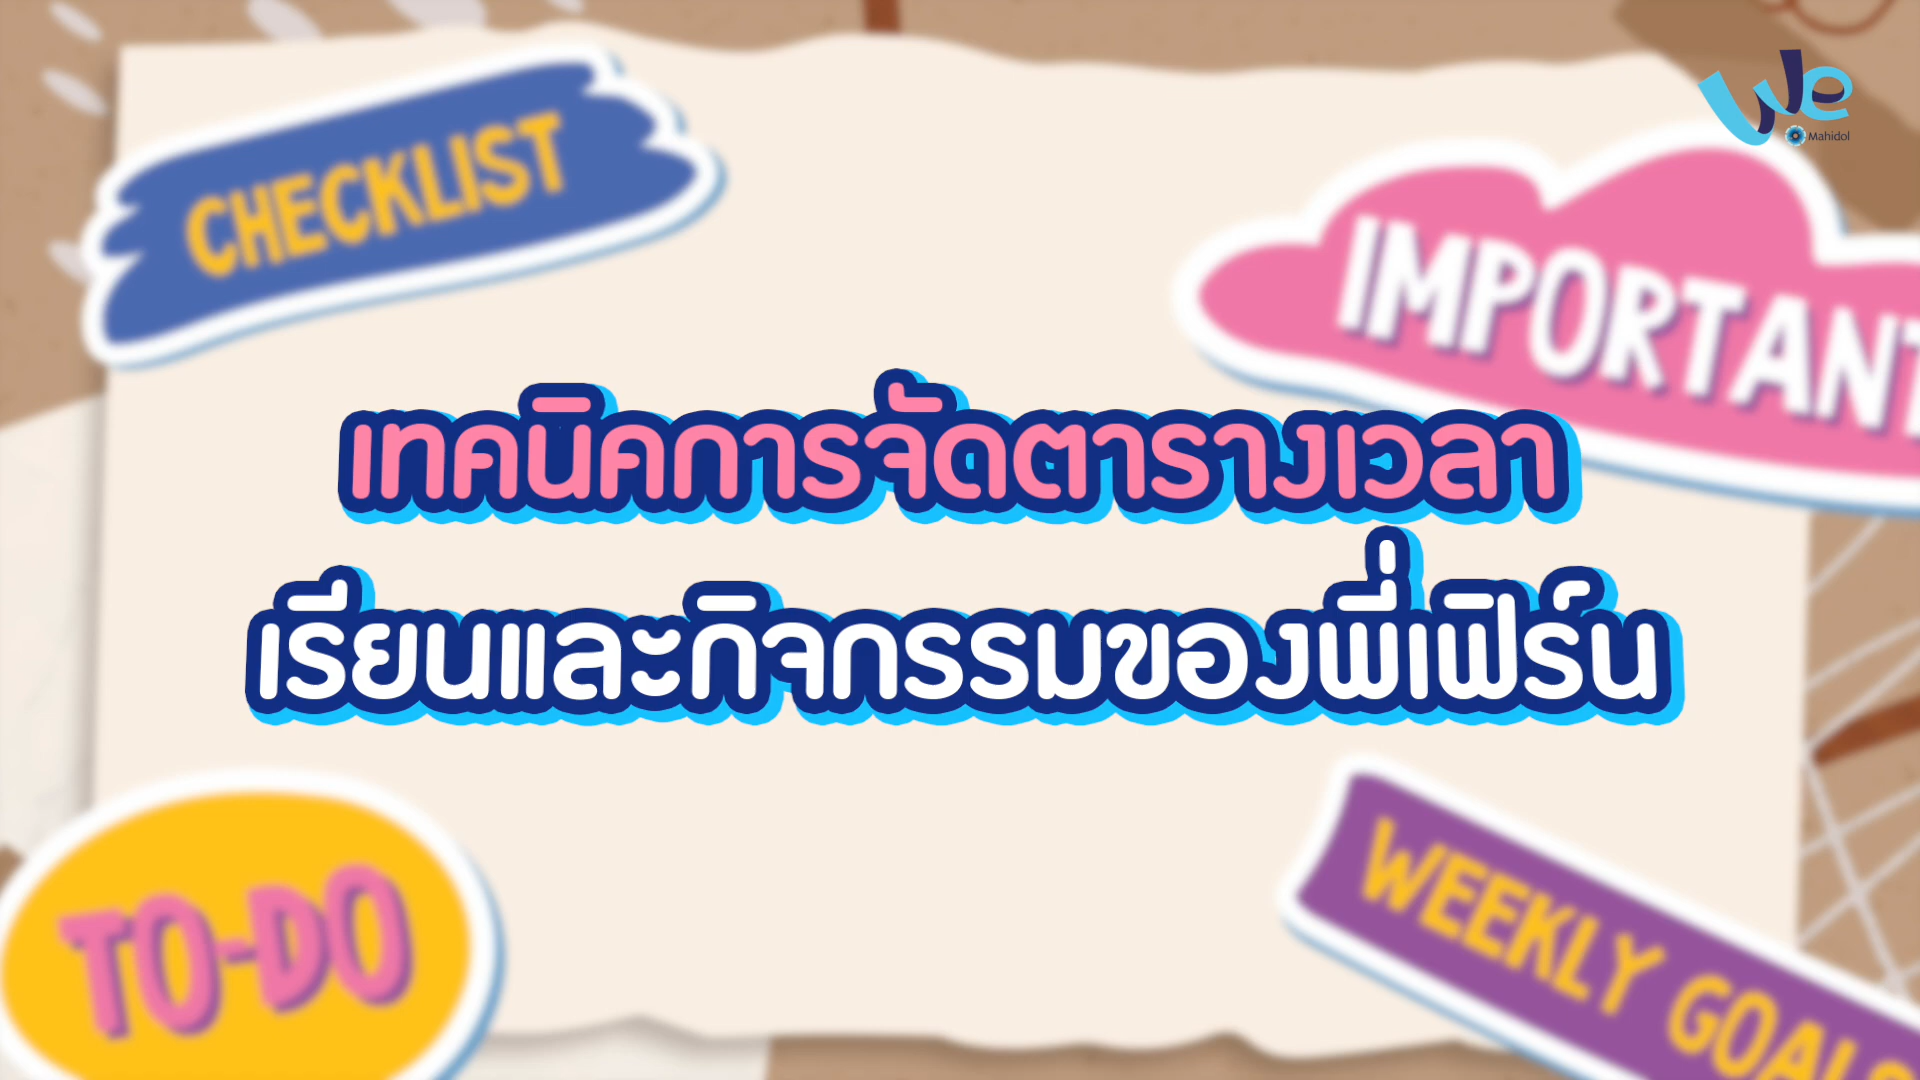 CHECKLIST
We
Mahidol
IMPORTANT
เทคนิคการจัดตารางเวลา
เรียนและกิจกรรมของพี่เฟิร์น
TO-DO
WEEKLY GOALS